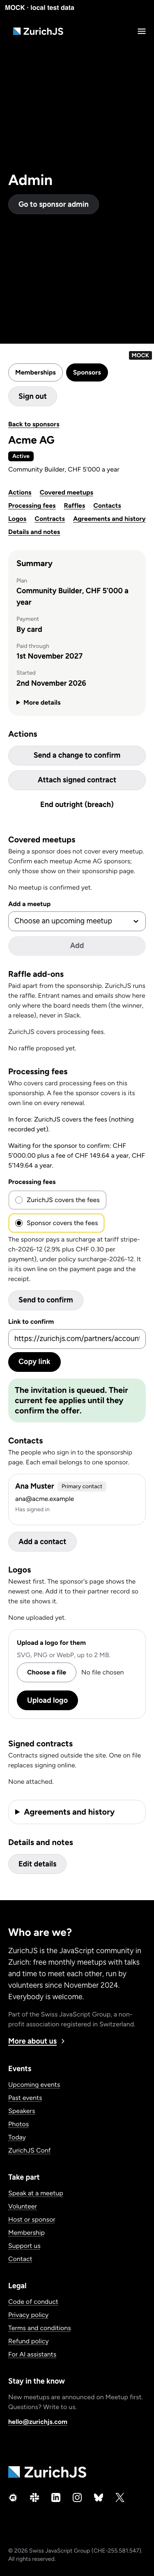 MOCK · local test data
ZurichJS
Admin
Go to sponsor admin
MOCK
Memberships
Sponsors
Sign out
Back to sponsors
Acme AG
Active
Community Builder, CHF 5'000 a year
Actions
Covered meetups
Processing fees
Raffles
Contacts
Logos
Contracts
Agreements and history
Details and notes
Summary
Plan
Community Builder, CHF 5'000 a
year
Payment
By card
Paid through
1st November 2027
Started
2nd November 2026
More details
Actions
Send a change to confirm
Attach signed contract
End outright (breach)
Covered meetups
Being a sponsor does not cover every meetup.
Confirm each meetup Acme AG sponsors;
only those show on their sponsorship page.
No meetup is confirmed yet.
Add a meetup
Choose an upcoming meetup
Add
Raffle add-ons
Paid apart from the sponsorship. ZurichJS runs
the raffle. Entrant names and emails show here
only where the board needs them (the winner,
a release), never in Slack.
ZurichJS covers processing fees.
No raffle proposed yet.
Processing fees
Who covers card processing fees on this
sponsorship. A fee the sponsor covers is its
own line on every renewal.
In force: ZurichJS covers the fees (nothing
recorded yet).
Waiting for the sponsor to confirm: CHF
5'000.00 plus a fee of CHF 149.64 a year, CHF
5'149.64 a year.
Processing fees
ZurichJS covers the fees
Sponsor covers the fees
The sponsor pays a surcharge at tariff stripe-
ch-2026-12 (2.9% plus CHF 0.30 per
payment), under policy surcharge-2026-12. It
is its own line on the payment page and the
receipt.
Send to confirm
Link to confirm
https://zurichjs.com/partners/account
Copy link
The invitation is queued. Their
current fee applies until they
confirm the offer.
Contacts
The people who sign in to the sponsorship
page. Each email belongs to one sponsor.
Ana Muster
Primary contact
ana@acme.example
Has signed in
Add a contact
Logos
Newest first. The sponsor's page shows the
newest one. Add it to their partner record so
the site shows it.
None uploaded yet.
Upload a logo for them
SVG, PNG or WebP, up to 2 MB.
Choose a file
No file chosen
Upload logo
Signed contracts
Contracts signed outside the site. One on file
replaces signing online.
None attached.
Agreements and history
Details and notes
Edit details
Who are we?
ZurichJS is the JavaScript community in
Zurich: free monthly meetups with talks
and time to meet each other, run by
volunteers since November 2024.
Everybody is welcome.
Part of the Swiss JavaScript Group, a non-
profit association registered in Switzerland.
More about us
Events
Upcoming events
Past events
Speakers
Photos
Today
ZurichJS Conf
Take part
Speak at a meetup
Volunteer
Host or sponsor
Membership
Support us
Contact
Legal
Code of conduct
Privacy policy
Terms and conditions
Refund policy
For AI assistants
Stay in the know
New meetups are announced on Meetup first.
Questions? Write to us.
hello@zurichjs.com
ZurichJS
© 2026 Swiss JavaScript Group (CHE-255.581.547).
All rights reserved.